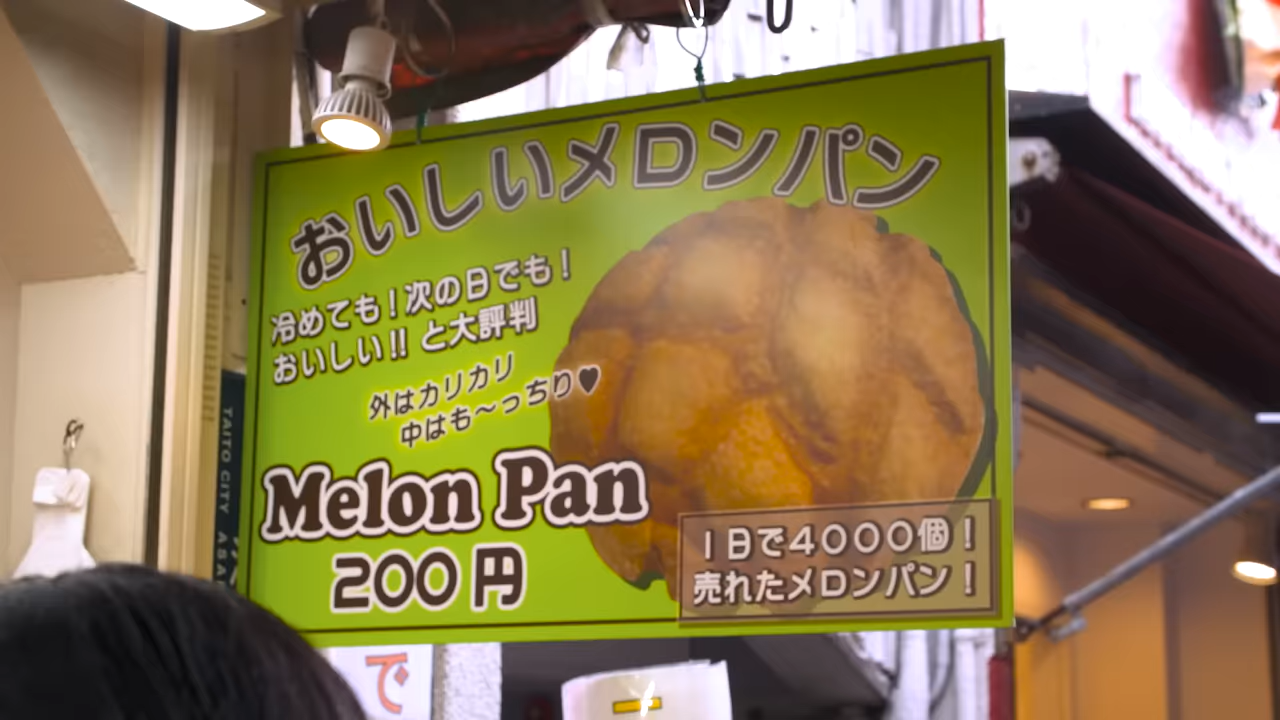 おいしいメロンパン
冷めても！次の日でも！
おいしい!! と大評判
外はカリカリ
中はも～っちり♥
Melon Pan
200円
1日で4000個！
売れたメロンパン！
TAITO CITY
で